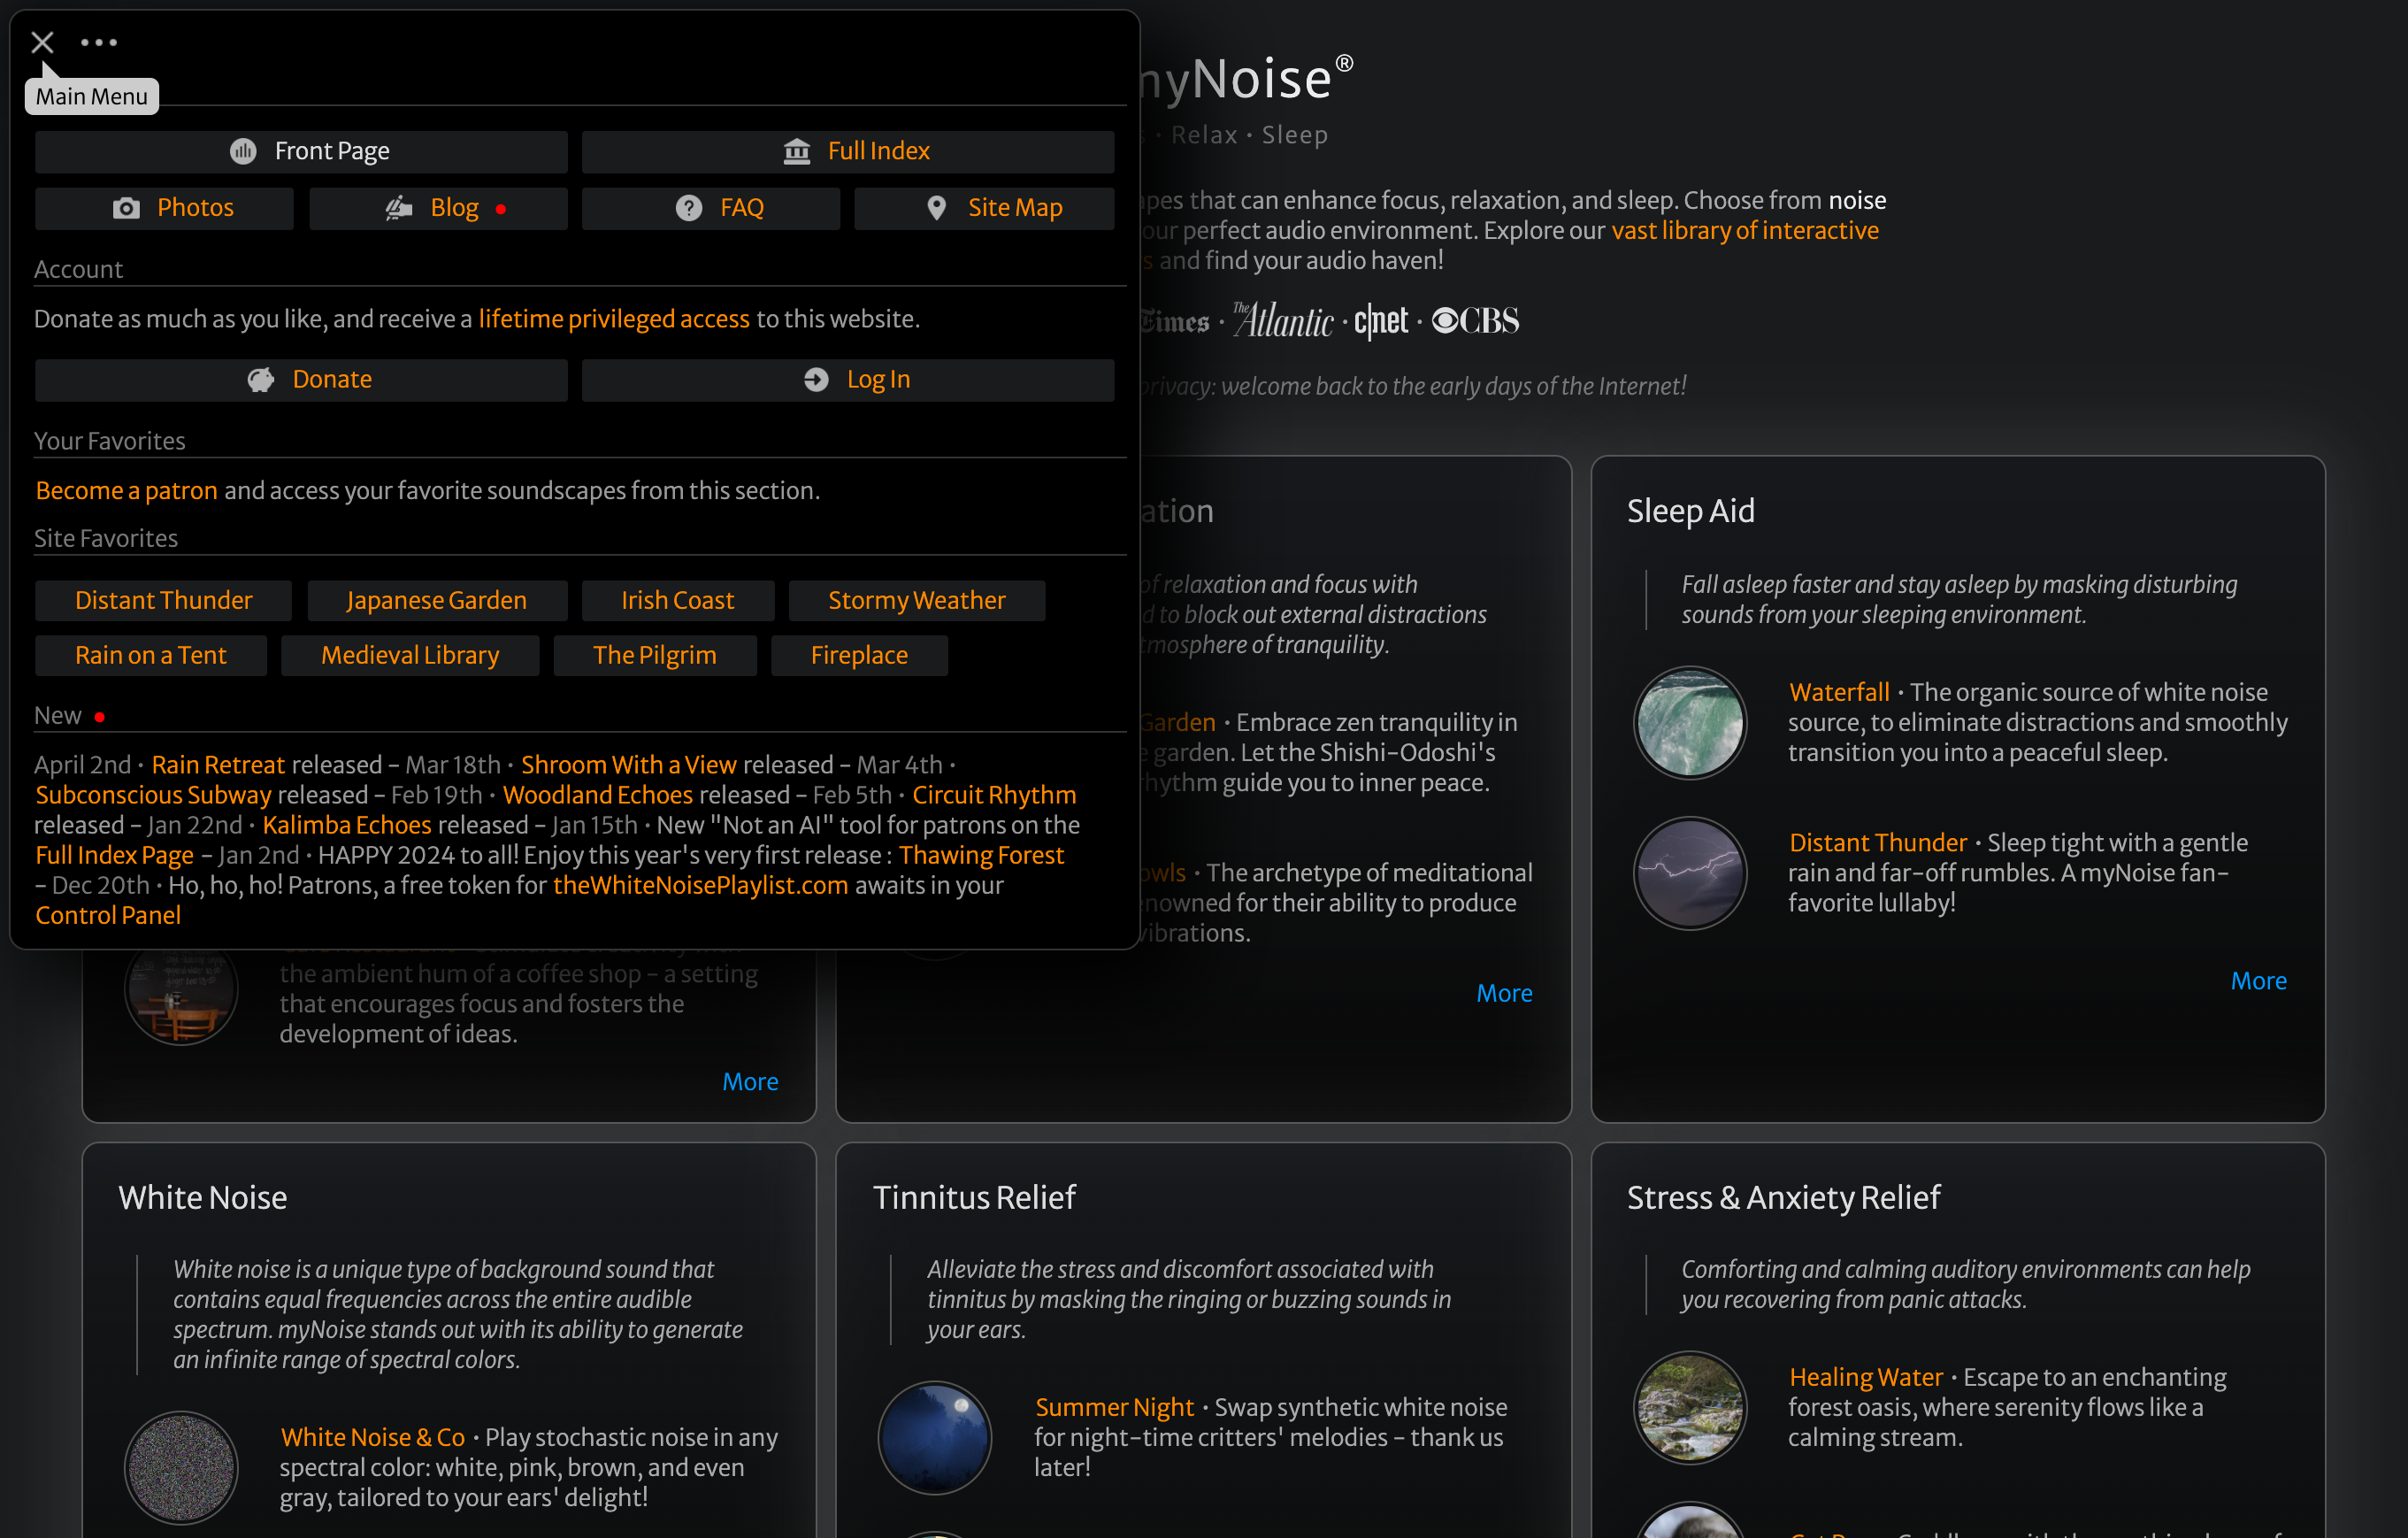 Main Menu
Front Page
Full Index
Photos
Blog
FAQ
Site Map
Account
Donate as much as you like, and receive a lifetime privileged access to this website.
Donate
Log In
Your Favorites
Become a patron and access your favorite soundscapes from this section.
Site Favorites
Distant Thunder
Japanese Garden
Irish Coast
Stormy Weather
Rain on a Tent
Medieval Library
The Pilgrim
Fireplace
New
April 2nd · Rain Retreat released – Mar 18th · Shroom With a View released – Mar 4th ·
Subconscious Subway released – Feb 19th · Woodland Echoes released – Feb 5th · Circuit Rhythm
released – Jan 22nd · Kalimba Echoes released – Jan 15th · New "Not an AI" tool for patrons on the
Full Index Page – Jan 2nd · HAPPY 2024 to all! Enjoy this year's very first release : Thawing Forest
– Dec 20th · Ho, ho, ho! Patrons, a free token for theWhiteNoisePlaylist.com awaits in your
Control Panel
myNoise®
· Relax · Sleep
that can enhance focus, relaxation, and sleep. Choose from noise
our perfect audio environment. Explore our vast library of interactive
and find your audio haven!
Times · The Atlantic · c|net · CBS
privacy: welcome back to the early days of the Internet!
the ambient hum of a coffee shop – a setting
that encourages focus and fosters the
development of ideas.
More
of relaxation and focus with
to block out external distractions
atmosphere of tranquility.
Garden · Embrace zen tranquility in
garden. Let the Shishi-Odoshi's
rhythm guide you to inner peace.
· The archetype of meditational
renowned for their ability to produce
vibrations.
More
Sleep Aid
Fall asleep faster and stay asleep by masking disturbing
sounds from your sleeping environment.
Waterfall · The organic source of white noise
source, to eliminate distractions and smoothly
transition you into a peaceful sleep.
Distant Thunder · Sleep tight with a gentle
rain and far-off rumbles. A myNoise fan-
favorite lullaby!
More
White Noise
White noise is a unique type of background sound that
contains equal frequencies across the entire audible
spectrum. myNoise stands out with its ability to generate
an infinite range of spectral colors.
White Noise & Co · Play stochastic noise in any
spectral color: white, pink, brown, and even
gray, tailored to your ears' delight!
Tinnitus Relief
Alleviate the stress and discomfort associated with
tinnitus by masking the ringing or buzzing sounds in
your ears.
Summer Night · Swap synthetic white noise
for night-time critters' melodies – thank us
later!
Stress & Anxiety Relief
Comforting and calming auditory environments can help
you recovering from panic attacks.
Healing Water · Escape to an enchanting
forest oasis, where serenity flows like a
calming stream.